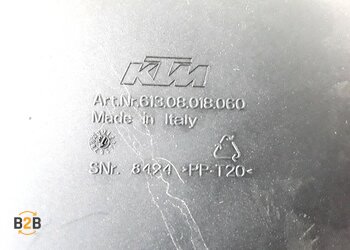 KTM
Art.Nr.613.08.018.060
Made in Italy
SNr. 8424 >PP-T20<
B2B